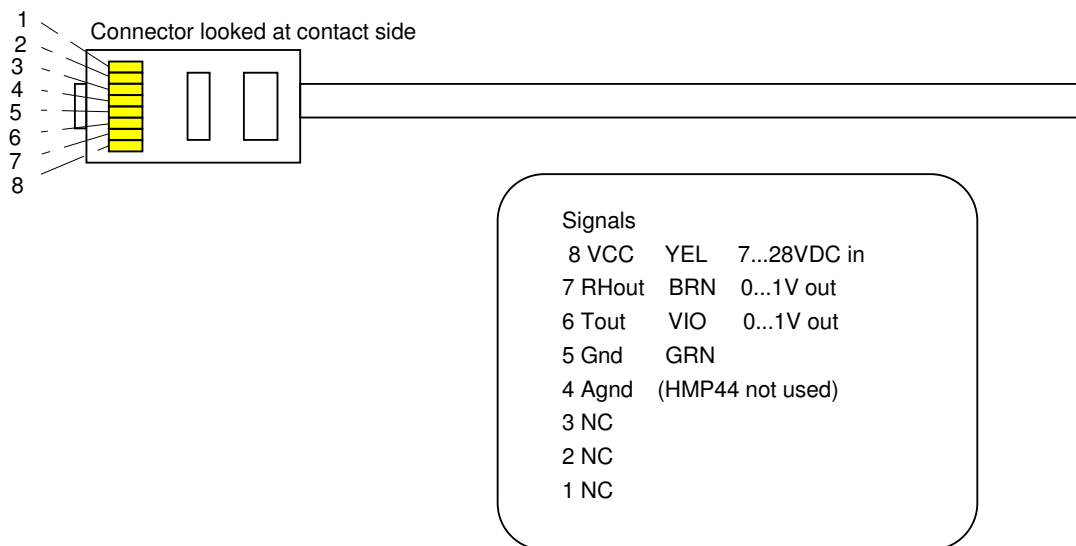 Connector looked at contact side
1
2
3
4
5
6
7
8
Signals
8 VCC YEL 7...28VDC in
7 RHout BRN 0...1V out
6 Tout VIO 0...1V out
5 Gnd GRN
4 Agnd (HMP44 not used)
3 NC
2 NC
1 NC